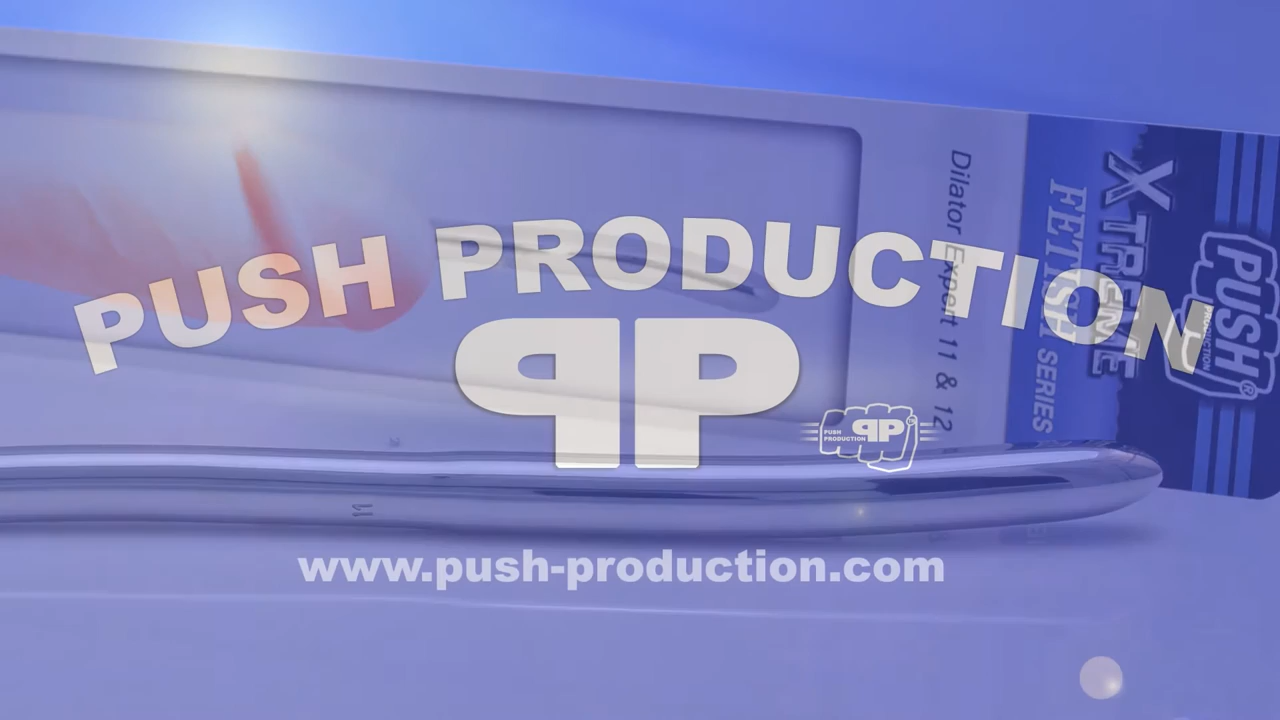 PUSH PRODUCTION
PP
www.push-production.com
PUSH
PRODUCTION
PP
Dilator Expert 11 & 12
XTREME
FETISH SERIES
PUSH®
PRODUCTION
11